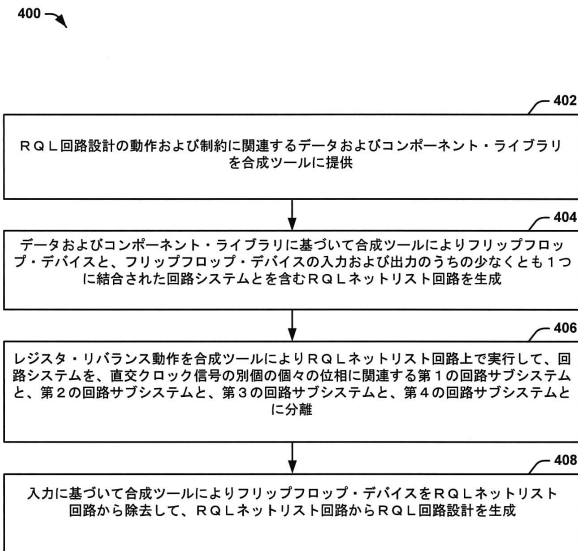 400
402
RQL回路設計の動作および制約に関連するデータおよびコンポーネント・ライブラリ
を合成ツールに提供
404
データおよびコンポーネント・ライブラリに基づいて合成ツールによりフリップフロッ
プ・デバイスと、フリップフロップ・デバイスの入力および出力のうちの少なくとも1つ
に結合された回路システムとを含むRQLネットリスト回路を生成
406
レジスタ・リバランス動作を合成ツールによりRQLネットリスト回路上で実行して、回
路システムを、直交クロック信号の別個の個々の位相に関連する第1の回路サブシステム
と、第2の回路サブシステムと、第3の回路サブシステムと、第4の回路サブシステムと
に分離
408
入力に基づいて合成ツールによりフリップフロップ・デバイスをRQLネットリスト
回路から除去して、RQLネットリスト回路からRQL回路設計を生成